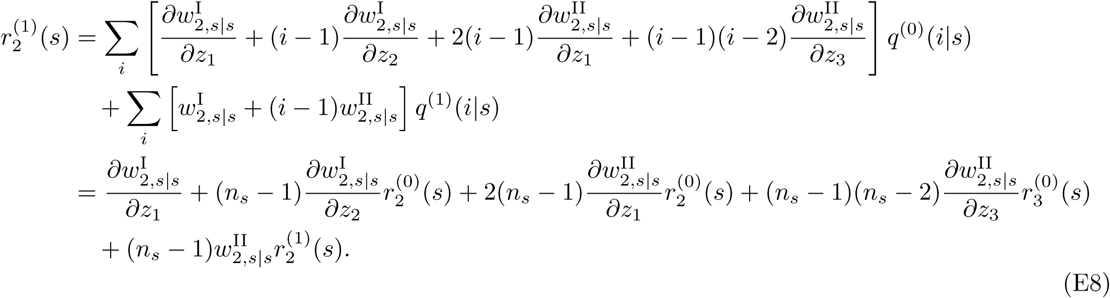 r_2^{(1)}(s) = \sum_i \left[ \frac{\partial w^{\mathrm{I}}_{2,s|s}}{\partial z_1} + (i-1) \frac{\partial w^{\mathrm{I}}_{2,s|s}}{\partial z_2} + 2(i-1) \frac{\partial w^{\mathrm{II}}_{2,s|s}}{\partial z_1} + (i-1)(i-2) \frac{\partial w^{\mathrm{II}}_{2,s|s}}{\partial z_3} \right] q^{(0)}(i|s)
+ \sum_i \left[ w^{\mathrm{I}}_{2,s|s} + (i-1) w^{\mathrm{II}}_{2,s|s} \right] q^{(1)}(i|s)
= \frac{\partial w^{\mathrm{I}}_{2,s|s}}{\partial z_1} + (n_s-1) \frac{\partial w^{\mathrm{I}}_{2,s|s}}{\partial z_2} r_2^{(0)}(s) + 2(n_s-1) \frac{\partial w^{\mathrm{II}}_{2,s|s}}{\partial z_1} r_2^{(0)}(s) + (n_s-1)(n_s-2) \frac{\partial w^{\mathrm{II}}_{2,s|s}}{\partial z_3} r_3^{(0)}(s)
+ (n_s-1) w^{\mathrm{II}}_{2,s|s} r_2^{(1)}(s).
(E8)